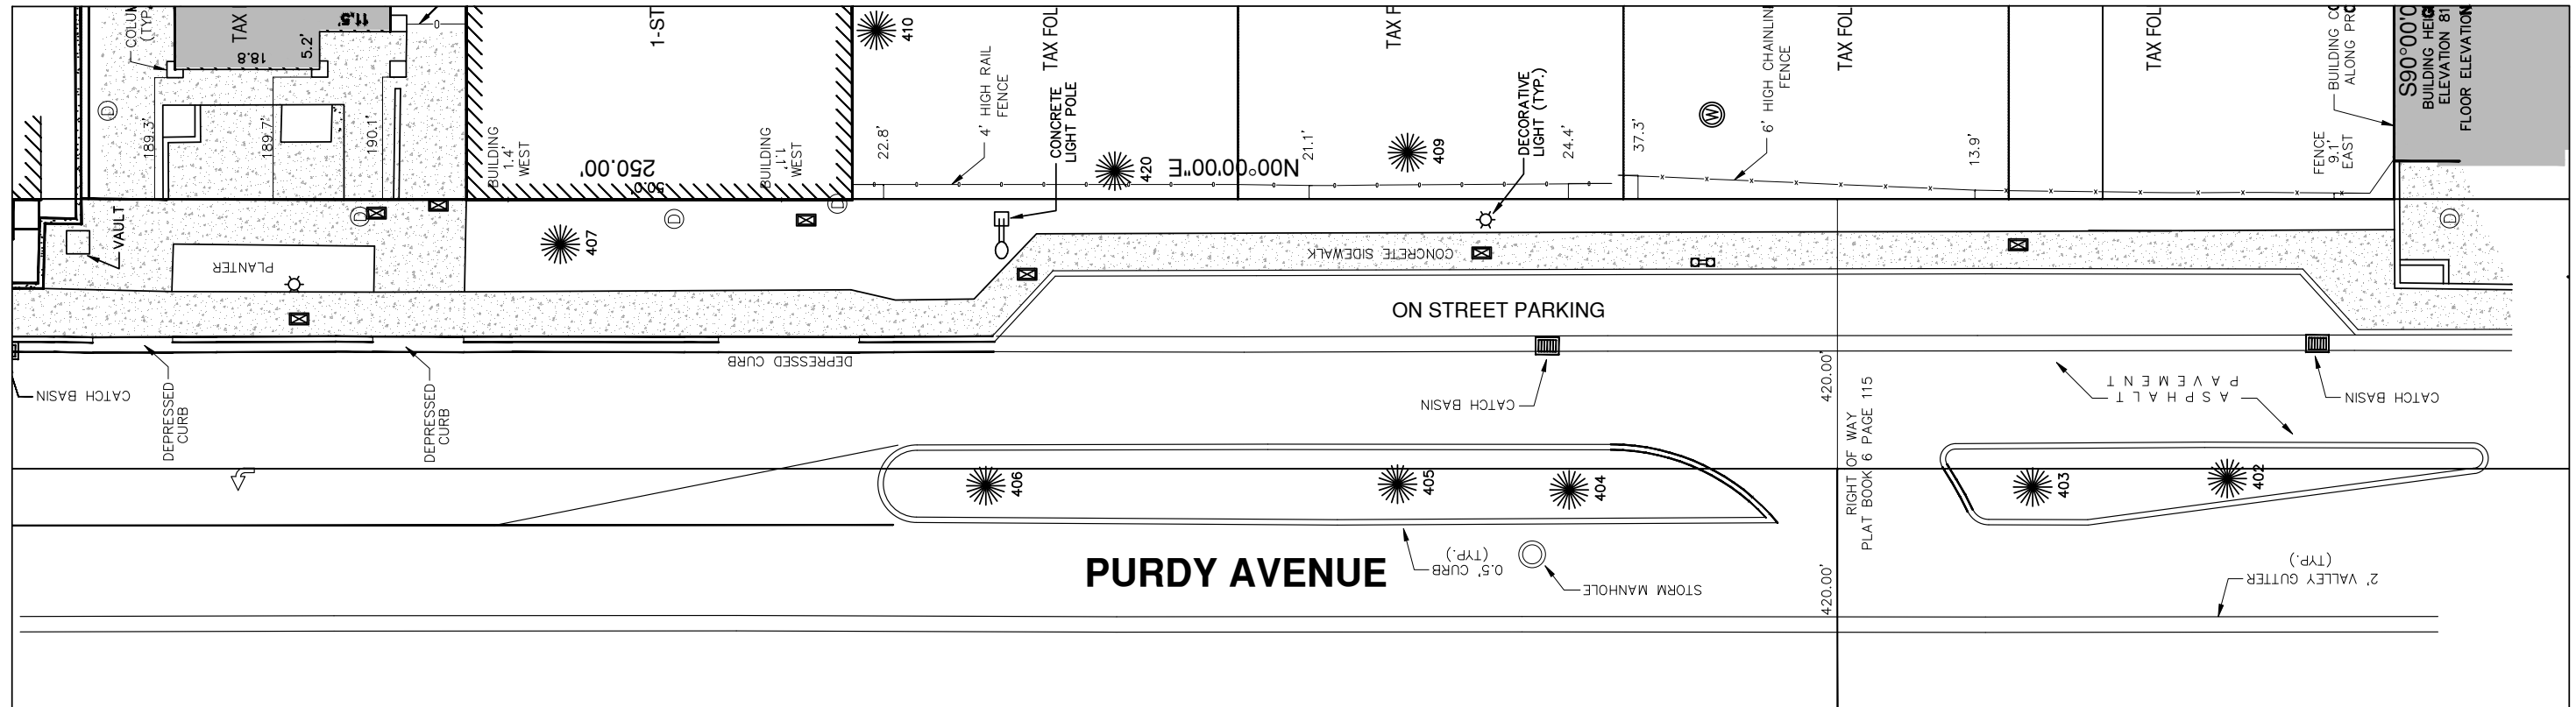 COLUM
(TYP.
TAX
11.5'
18.8
5.2'
1-ST
410
TAX FOL
TAX F
TAX FOL
TAX FOL
S90°00'0
BUILDING HEIG
ELEVATION 81
FLOOR ELEVATION
BUILDING CO
ALONG PRO
D
189.3'
189.7'
190.1'
BUILDING
1.4'
WEST
250.00'
50.0'
BUILDING
1.1'
WEST
22.8'
4' HIGH RAIL
FENCE
CONCRETE
LIGHT POLE
420
N00°00'00"E
21.1'
409
DECORATIVE
LIGHT (TYP.)
24.4'
37.3'
W
6' HIGH CHAINLINE
FENCE
13.9'
FENCE
9.1'
EAST
VAULT
D
D
D
D
407
PLANTER
CONCRETE SIDEWALK
ON STREET PARKING
DEPRESSED CURB
CATCH BASIN
DEPRESSED
CURB
DEPRESSED
CURB
CATCH BASIN
420.00'
RIGHT OF WAY
PLAT BOOK 6 PAGE 115
ASPHALT
PAVEMENT
CATCH BASIN
406
405
404
403
402
PURDY AVENUE
0.5' CURB
(TYP.)
STORM MANHOLE
420.00'
2' VALLEY GUTTER
(TYP.)